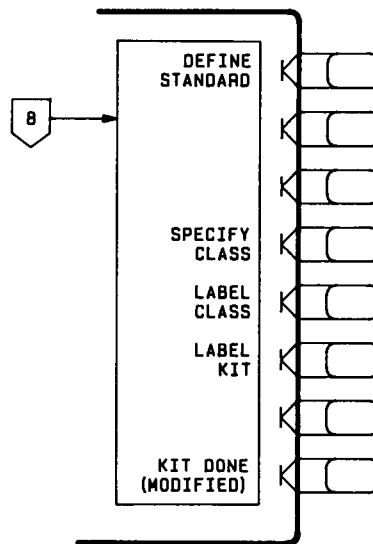 DEFINE
STANDARD
8
SPECIFY
CLASS
LABEL
CLASS
LABEL
KIT
KIT DONE
(MODIFIED)